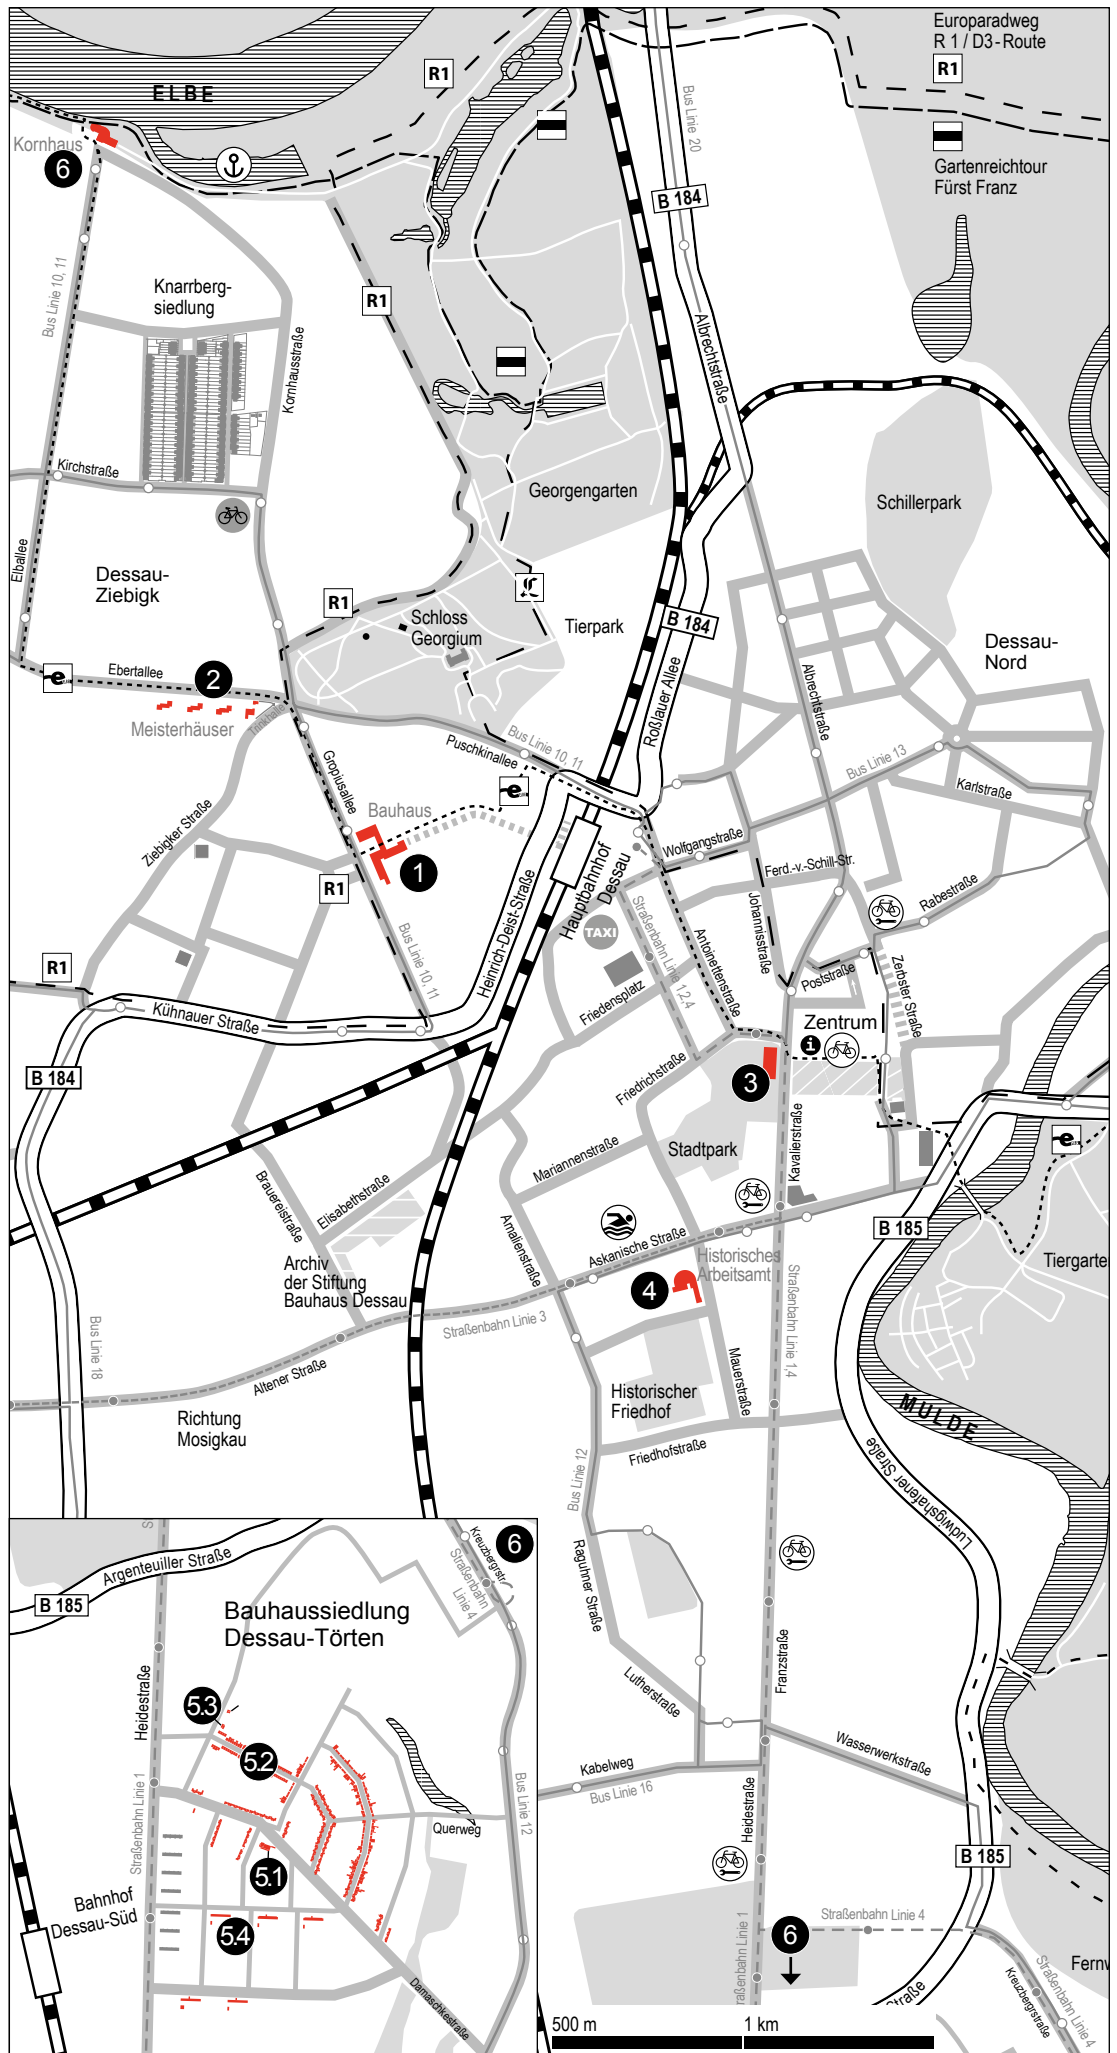 Europaradweg
R 1 / D3-Route
R1
R1
ELBE
Bus Linie 20
Kornhaus
6
Gartenreichtour
Fürst Franz
B 184
Bus Linie 10, 11
Knarrberg-
siedlung
R1
Kornhausstraße
Albrechtstraße
Kirchstraße
Georgengarten
Schillerpark
Elballee
Dessau-
Ziebigk
R1
Schloss
Georgium
Tierpark
B 184
Dessau-
Nord
Ebertallee
2
Meisterhäuser
Trinkhalle
Roßlauer Allee
Albrechtstraße
Puschkinallee
Bus Linie 10, 11
Bus Linie 13
Gropiusallee
Karlstraße
Bauhaus
Ziebigker Straße
1
R1
Wolfgangstraße
Ferd.-v.-Schill-Str.
Hauptbahnhof
Dessau
Heinrich-Deist-Straße
Johannisstraße
Rabestraße
TAXI
Straßenbahn Linie 1,2,4
Antoinettenstraße
Bus Linie 10, 11
R1
Poststraße
Zerbster Straße
Friedensplatz
Kühnauer Straße
Zentrum
i
B 184
3
Friedrichstraße
Kavalierstraße
Stadtpark
Mariannenstraße
Brauereistraße
Elisabethstraße
Amalienstraße
B 185
Askanische Straße
Tiergarte
Archiv
der Stiftung
Bauhaus Dessau
Historisches
Arbeitsamt
4
Straßenbahn Linie 3
Straßenbahn Linie 1,4
Bus Linie 18
Altener Straße
Mauerstraße
Historischer
Friedhof
Richtung
Mosigkau
MULDE
Friedhofstraße
Bus Linie 12
Ludwigshafener Straße
S
Argenteuiller Straße
B 185
Kreuzbergstr.
6
Straßenbahn
Linie 4
Bauhaussiedlung
Dessau-Törten
Raguhner Straße
Franzstraße
Lutherstraße
Heidestraße
5.3
5.2
Wasserwerkstraße
Kabelweg
Bus Linie 16
Straßenbahn Linie 1
Bus Linie 12
Querweg
Heidestraße
5.1
B 185
Bahnhof
Dessau-Süd
5.4
Straßenbahn Linie 4
6
raßenbahn Linie 1
Fernw
Damaschkestraße
Straße
Kreuzbergstraße
Straßenbahn Linie 4
500 m
1 km